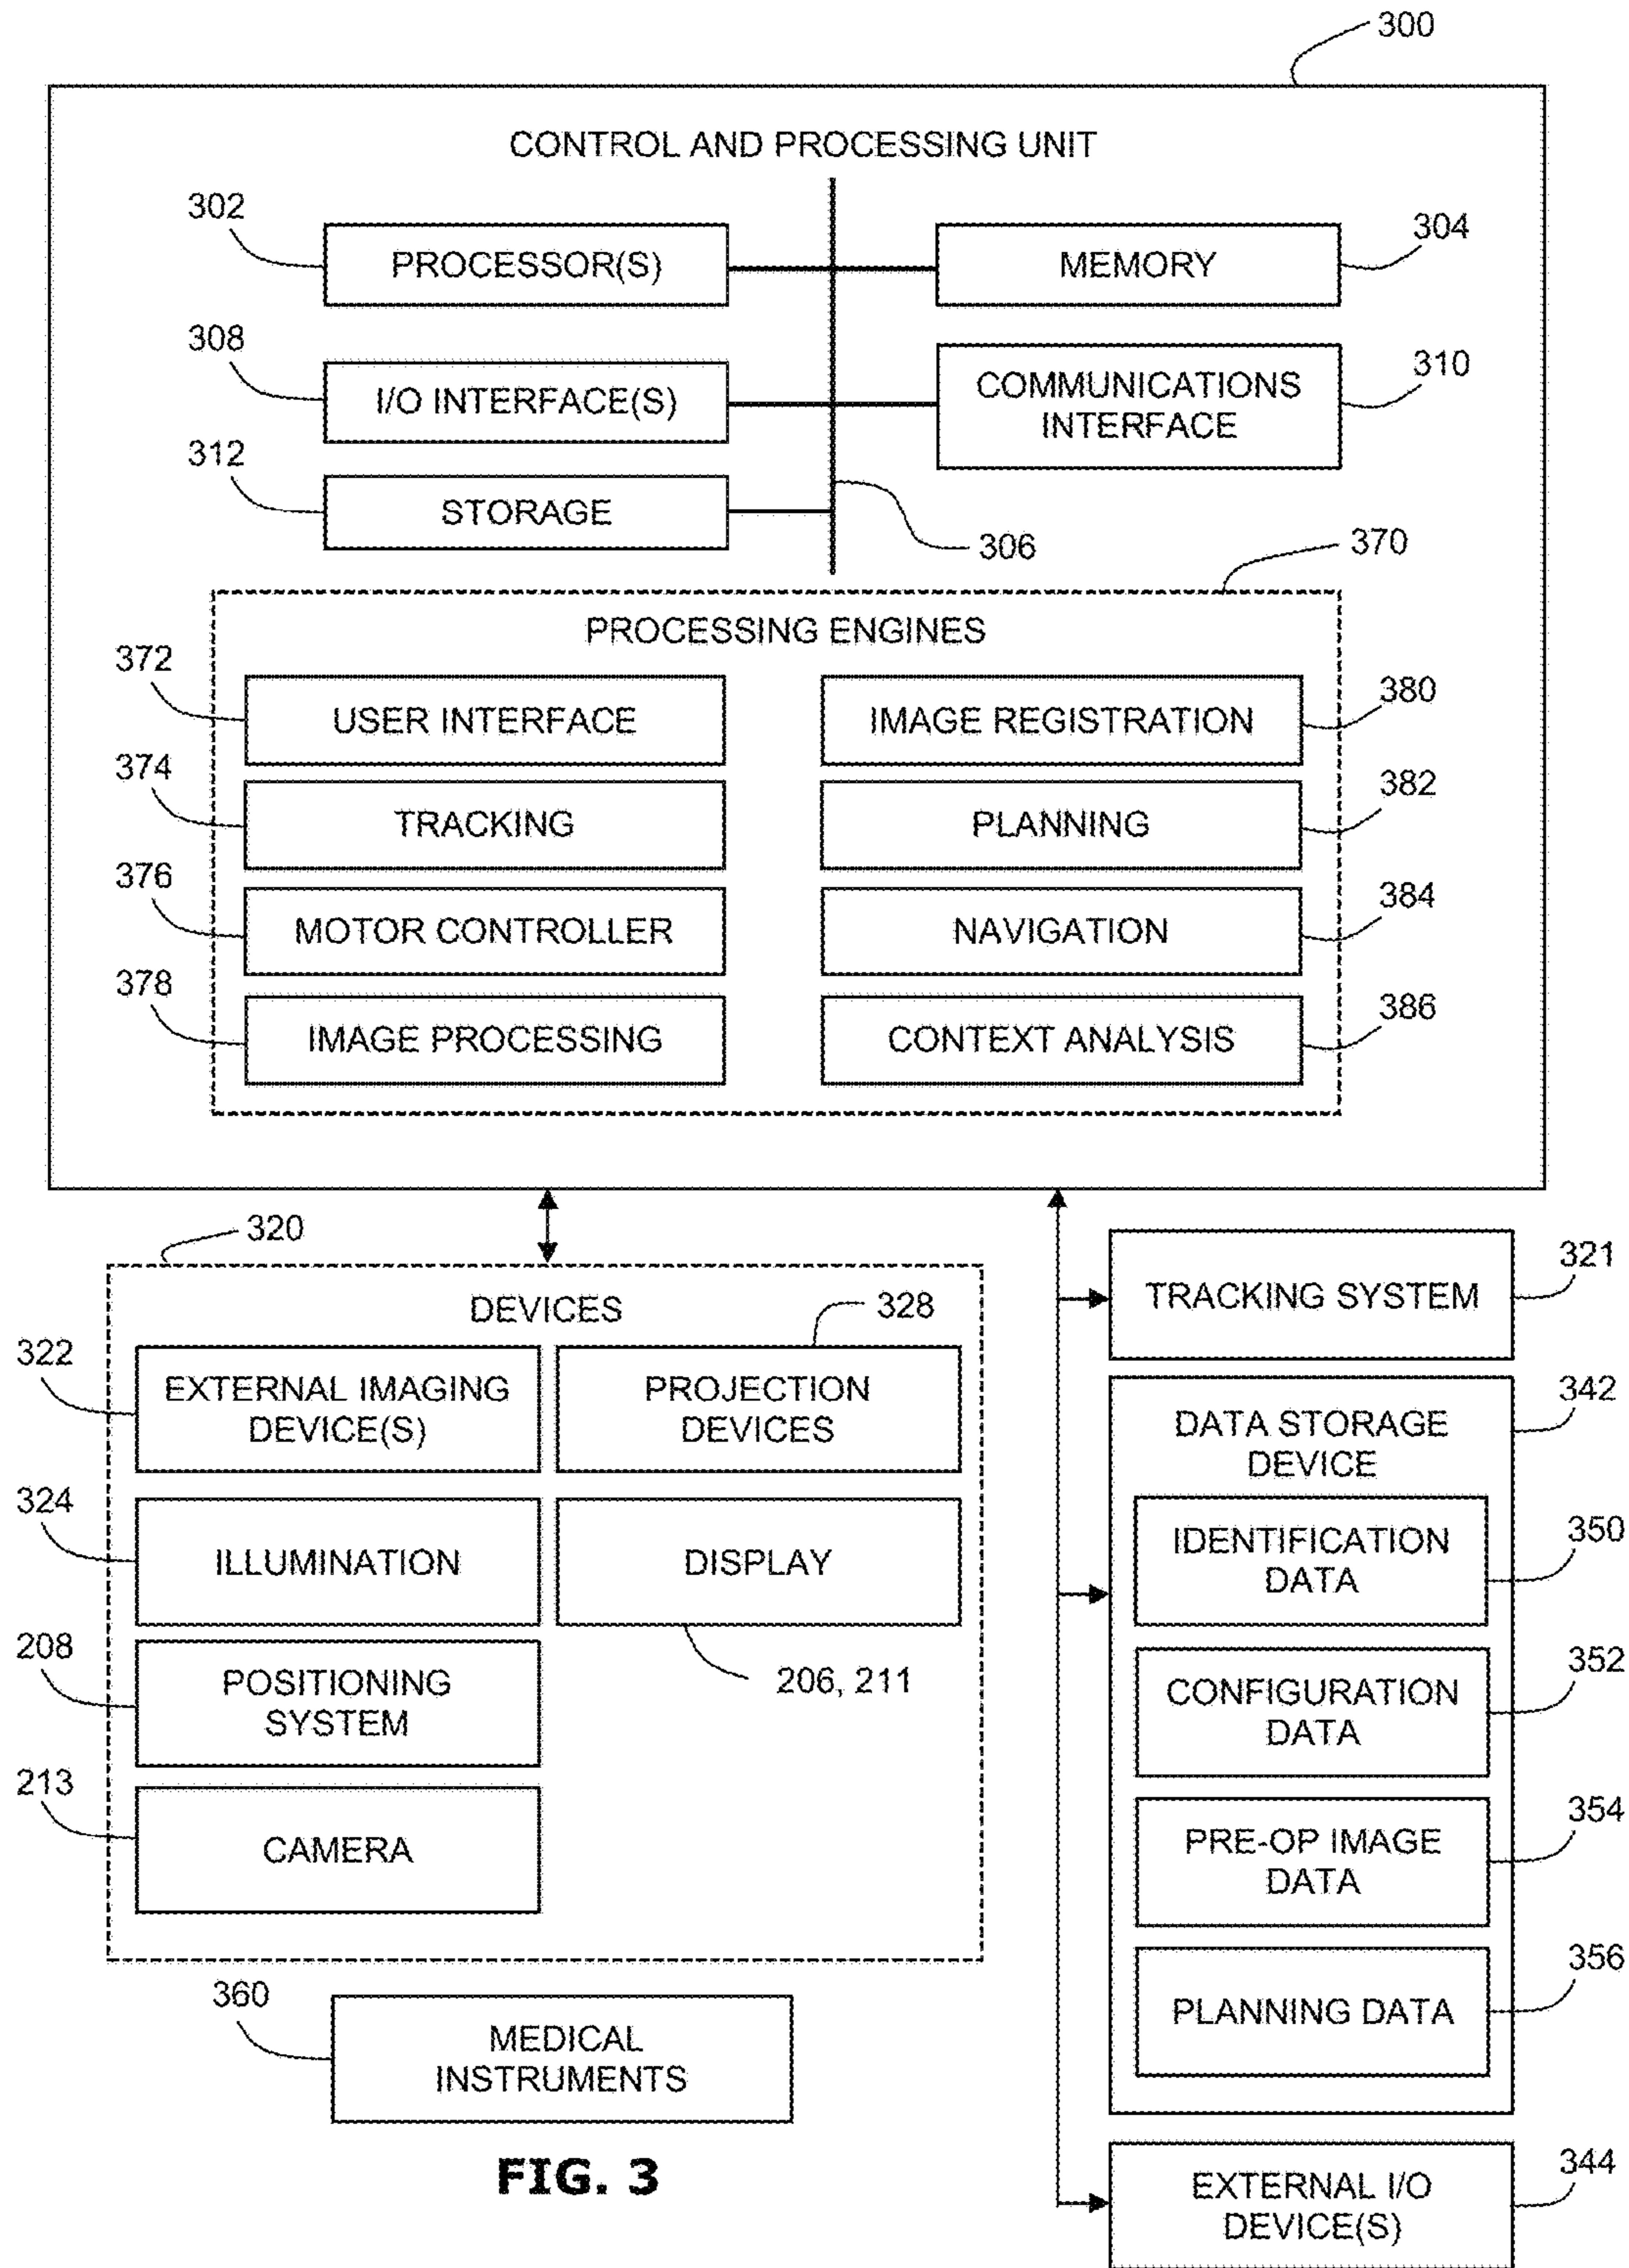 300
CONTROL AND PROCESSING UNIT
302
PROCESSOR(S)
MEMORY
304
308
I/O INTERFACE(S)
COMMUNICATIONS
INTERFACE
310
312
STORAGE
306
370
PROCESSING ENGINES
372
USER INTERFACE
IMAGE REGISTRATION
380
374
TRACKING
PLANNING
382
376
MOTOR CONTROLLER
NAVIGATION
384
378
IMAGE PROCESSING
CONTEXT ANALYSIS
386
320
DEVICES
328
322
EXTERNAL IMAGING
DEVICE(S)
PROJECTION
DEVICES
324
ILLUMINATION
DISPLAY
206, 211
208
POSITIONING
SYSTEM
213
CAMERA
360
MEDICAL
INSTRUMENTS
321
TRACKING SYSTEM
342
DATA STORAGE
DEVICE
IDENTIFICATION
DATA
350
CONFIGURATION
DATA
352
PRE-OP IMAGE
DATA
354
PLANNING DATA
356
EXTERNAL I/O
DEVICE(S)
344
FIG. 3